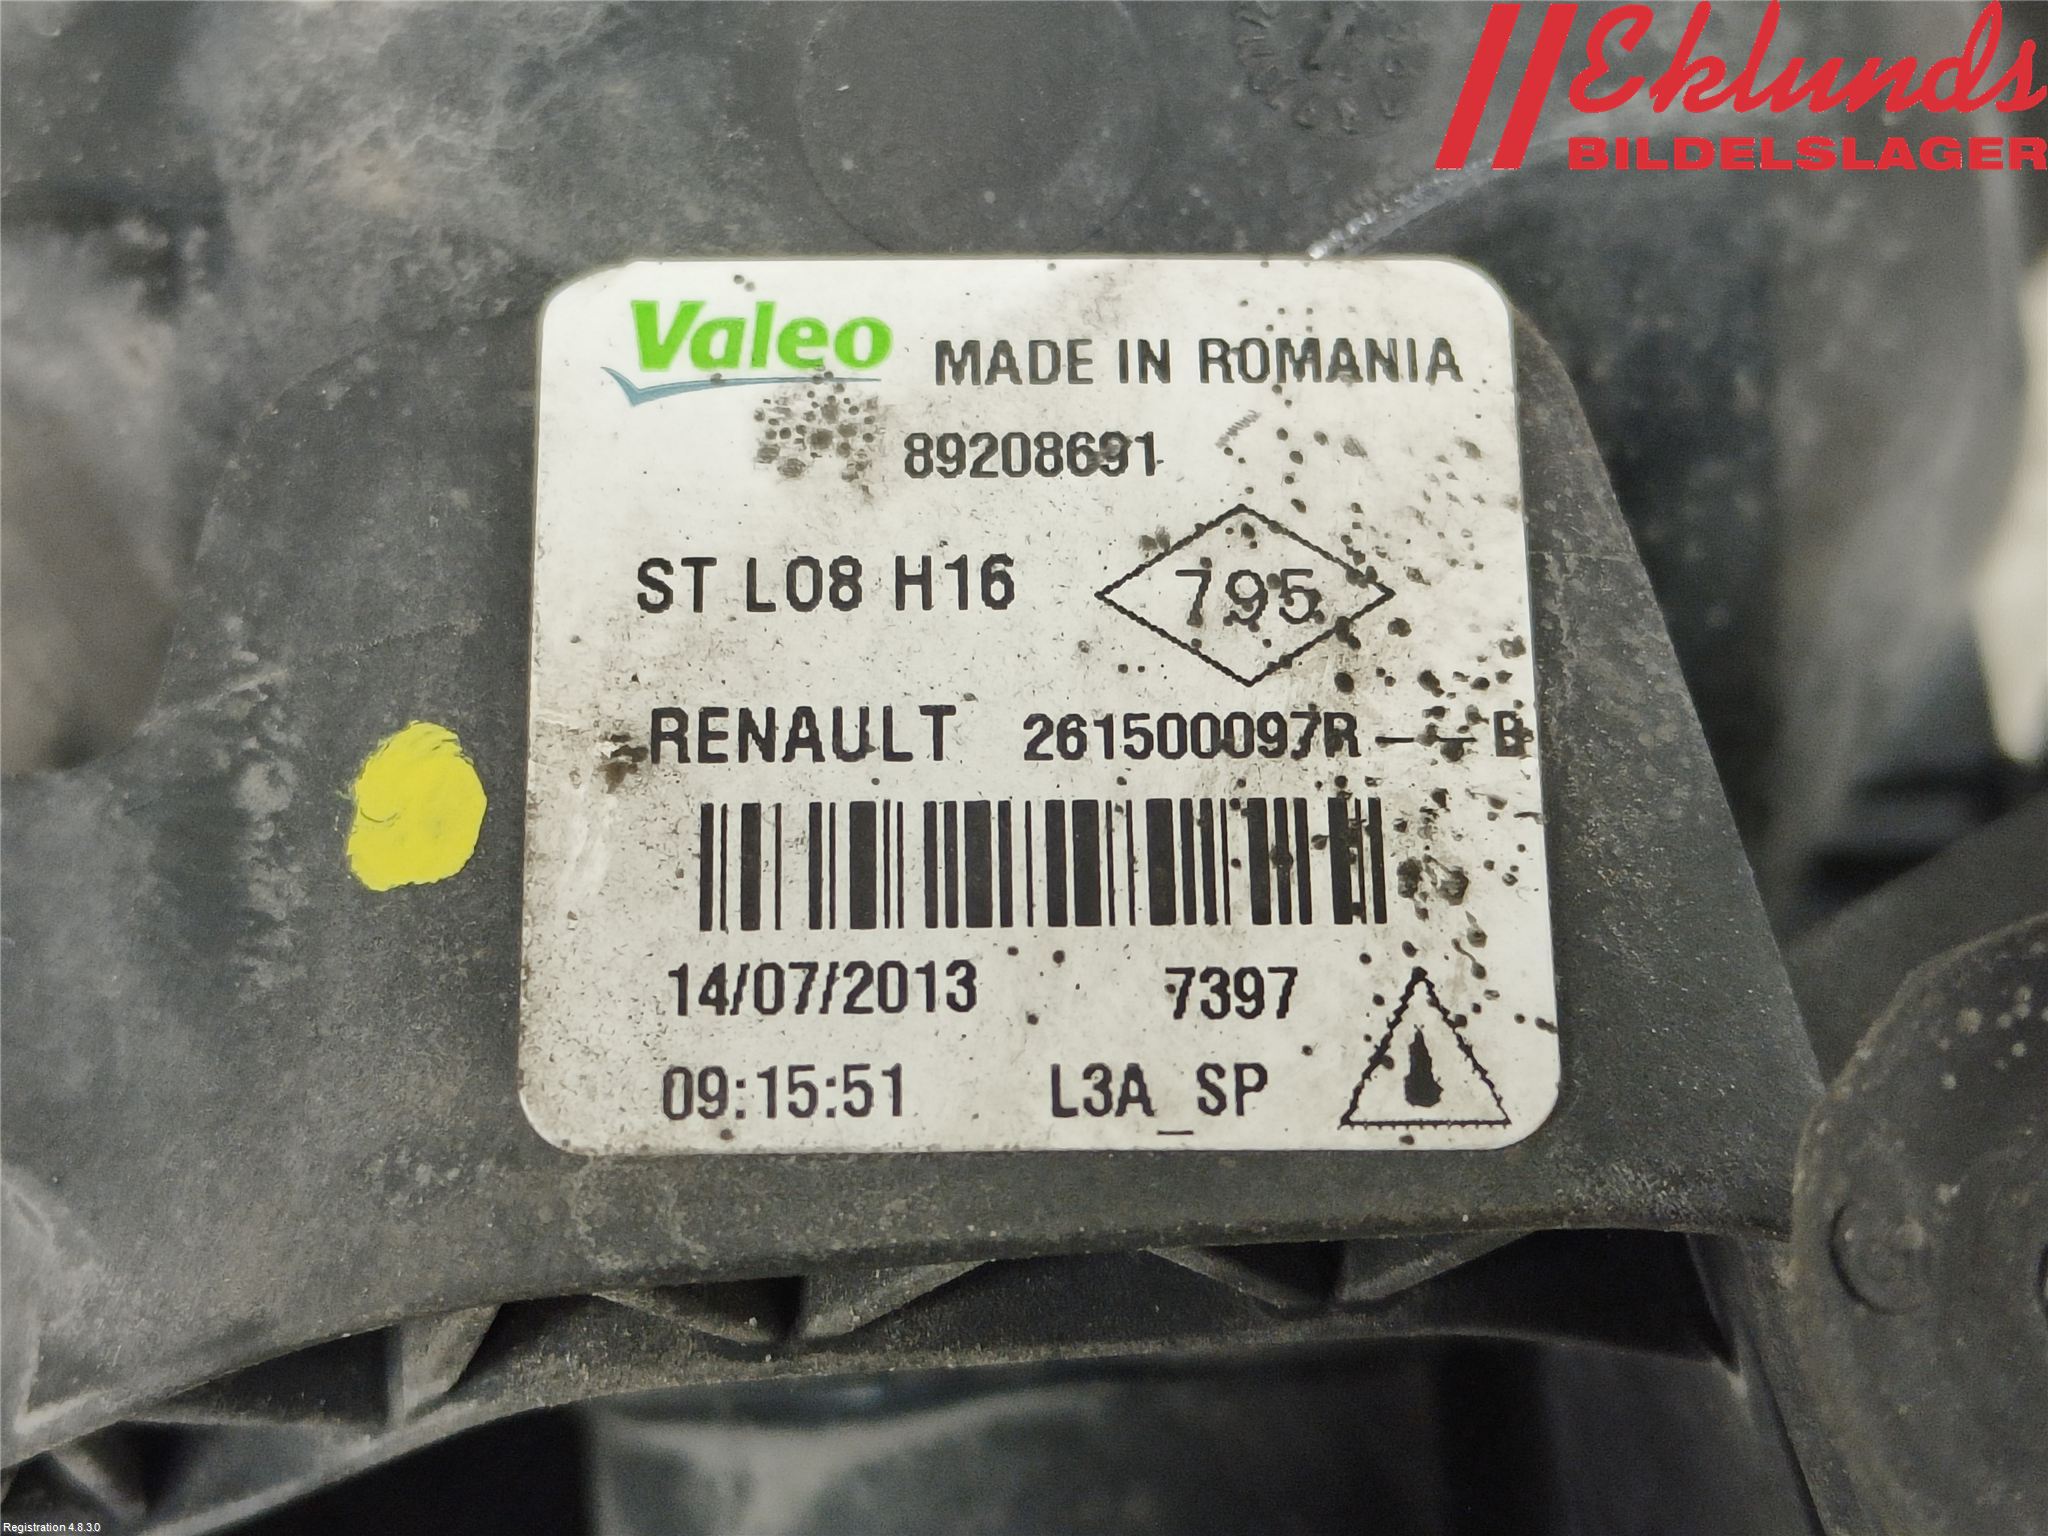 Eklunds
BILDELSLAGER
Valeo MADE IN ROMANIA
89208691
ST L08 H16 795
RENAULT 261500097R -- B
14/07/2013 7397
09:15:51 L3A_SP
Registration 4.8.3.0